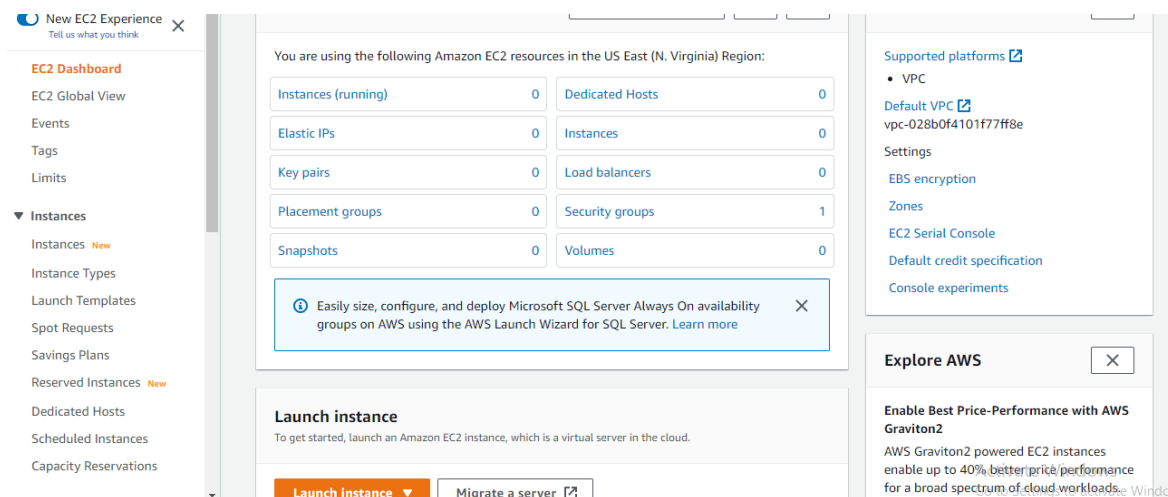 New EC2 Experience
Tell us what you think
EC2 Dashboard
EC2 Global View
Events
Tags
Limits
Instances
Instances New
Instance Types
Launch Templates
Spot Requests
Savings Plans
Reserved Instances New
Dedicated Hosts
Scheduled Instances
Capacity Reservations
You are using the following Amazon EC2 resources in the US East (N. Virginia) Region:
Instances (running) 0
Dedicated Hosts 0
Elastic IPs 0
Instances 0
Key pairs 0
Load balancers 0
Placement groups 0
Security groups 1
Snapshots 0
Volumes 0
Easily size, configure, and deploy Microsoft SQL Server Always On availability
groups on AWS using the AWS Launch Wizard for SQL Server. Learn more
Launch instance
To get started, launch an Amazon EC2 instance, which is a virtual server in the cloud.
Launch instance
Migrate a server
Supported platforms
VPC
Default VPC
vpc-028b0f4101f77ff8e
Settings
EBS encryption
Zones
EC2 Serial Console
Default credit specification
Console experiments
Explore AWS
Enable Best Price-Performance with AWS
Graviton2
AWS Graviton2 powered EC2 instances
enable up to 40% better price performance
for a broad spectrum of cloud workloads.
Activate Windows
Go to Settings to activate Windo